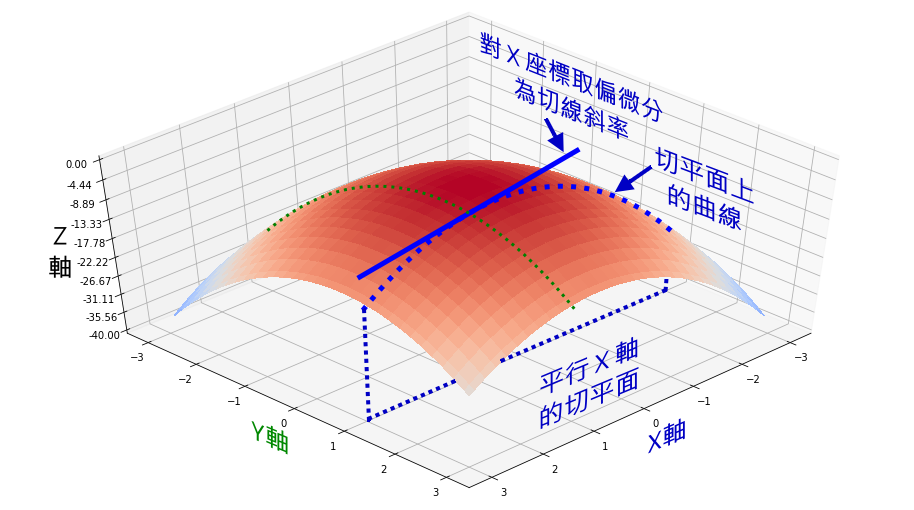 對 X 座標取偏微分
為切線斜率
切平面上
的曲線
0.00
-4.44
-8.89
-13.33
-17.78
-22.22
-26.67
-31.11
-35.56
-40.00
Z
軸
−3
−2
−1
0
1
2
3
Y軸
平行 X 軸
的切平面
−3
−2
−1
0
1
2
3
X軸